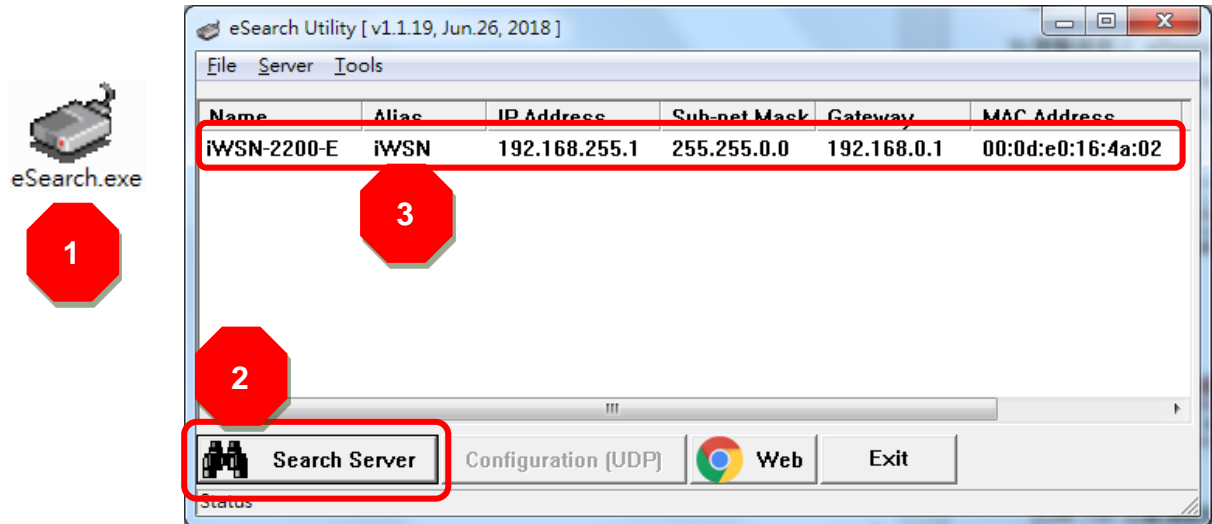 eSearch Utility [ v1.1.19, Jun.26, 2018 ]
File Server Tools
Name Alias IP Address Sub-net Mask Gateway MAC Address
iWSN-2200-E iWSN 192.168.255.1 255.255.0.0 192.168.0.1 00:0d:e0:16:4a:02
eSearch.exe
1
3
2
Search Server Configuration (UDP) Web Exit
Status